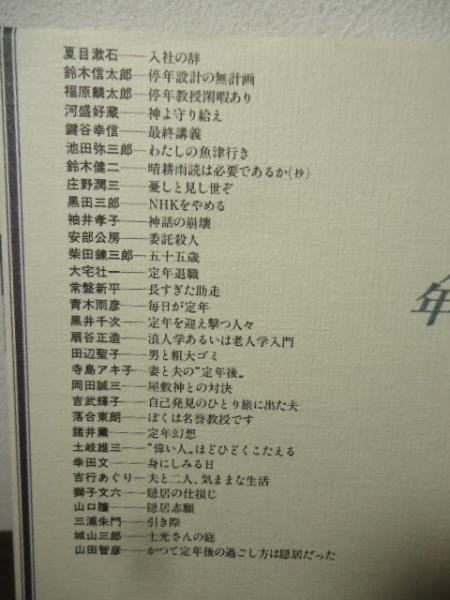 夏目漱石──入社の辞
鈴木信太郎─停年設計の無計画
福原麟太郎─停年教授閑暇あり
河盛好蔵──神よ守り給え
鍵谷幸信──最終講義
池田弥三郎─わたしの魚津行き
鈴木健二──晴耕雨読は必要であるか(抄)
庄野潤三──憂しと見し世ぞ
黒田三郎──NHKをやめる
袖井孝子──神話の崩壊
安部公房──委託殺人
柴田錬三郎─五十五歳
大宅壮一──定年退職
常盤新平──長すぎた助走
青木雨彦──毎日が定年
黒井千次──定年を迎え撃つ人々
扇谷正造──浪人学あるいは老人学入門
田辺聖子──男と粗大ゴミ
寺島アキ子─妻と夫の〝定年後〟
岡田誠三──屋敷神との対決
吉武輝子──自己発見のひとり旅に出た夫
落合東朗──ぼくは名誉教授です
諸井薫───定年幻想
土岐雄三──〝偉い人〟ほどひどくこたえる
幸田文───身にしみる日
吉行あぐり─夫と二人、気ままな生活
獅子文六──隠居の仕損じ
山口瞳───隠居志願
三浦朱門──引き際
城山三郎──土光さんの庭
山田智彦──かつて定年後の過ごし方は隠居だった
年